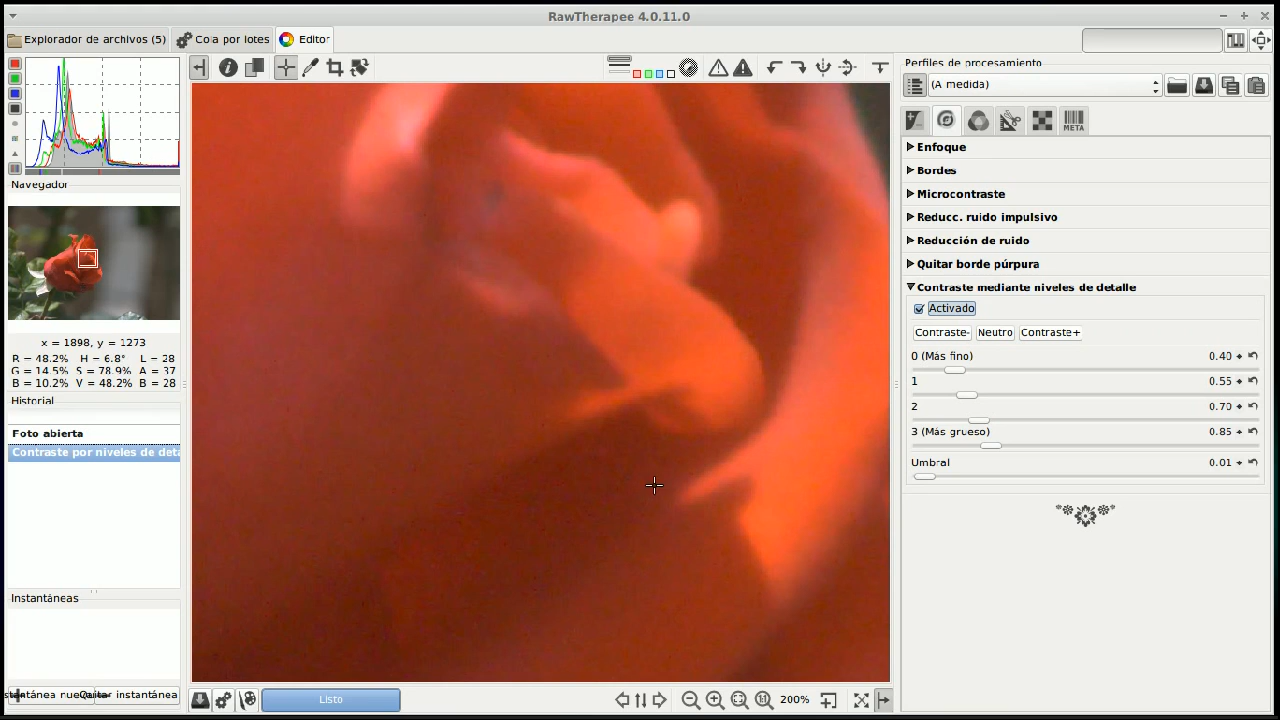 RawTherapee 4.0.11.0
Explorador de archivos (5)
Cola por lotes
Editor
Perfiles de procesamiento
(A medida)
META
Enfoque
Bordes
Microcontraste
Reducc. ruido impulsivo
Reducción de ruido
Quitar borde púrpura
Contraste mediante niveles de detalle
Activado
Contraste-
Neutro
Contraste+
0 (Más fino) 0.40
1 0.55
2 0.70
3 (Más grueso) 0.85
Umbral 0.01
Navegador
x = 1898, y = 1273
R = 48.2% H = 6.8° L = 28
G = 14.5% S = 78.9% A = 37
B = 10.2% V = 48.2% B = 28
Historial
Foto abierta
Contraste por niveles de deta
Instantáneas
stantánea nue
Quitar instantánea
Listo
200%